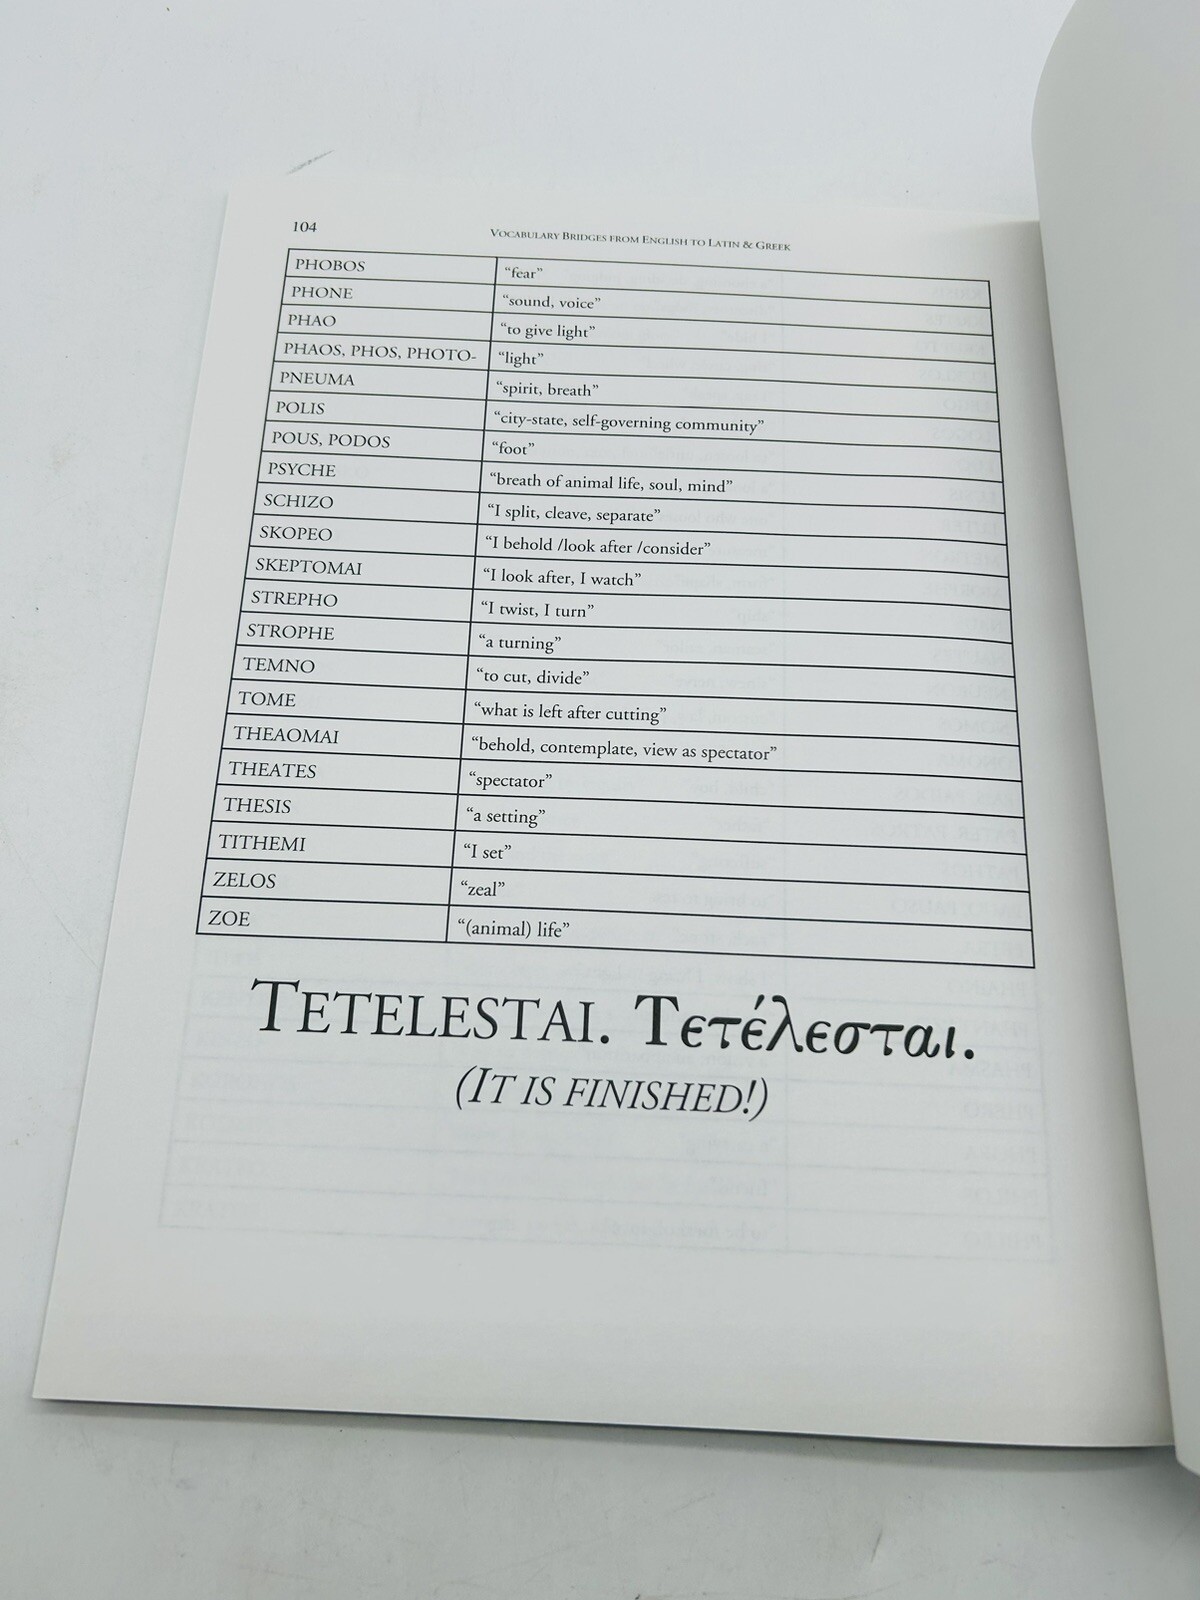 104
Vocabulary Bridges from English to Latin & Greek
PHOBOS “fear”
PHONE “sound, voice”
PHAO “to give light”
PHAOS, PHOS, PHOTO- “light”
PNEUMA “spirit, breath”
POLIS “city-state, self-governing community”
POUS, PODOS “foot”
PSYCHE “breath of animal life, soul, mind”
SCHIZO “I split, cleave, separate”
SKOPEO “I behold /look after /consider”
SKEPTOMAI “I look after, I watch”
STREPHO “I twist, I turn”
STROPHE “a turning”
TEMNO “to cut, divide”
TOME “what is left after cutting”
THEAOMAI “behold, contemplate, view as spectator”
THEATES “spectator”
THESIS “a setting”
TITHEMI “I set”
ZELOS “zeal”
ZOE “(animal) life”
Tetelestai. Τετέλεσται.
(It is finished!)